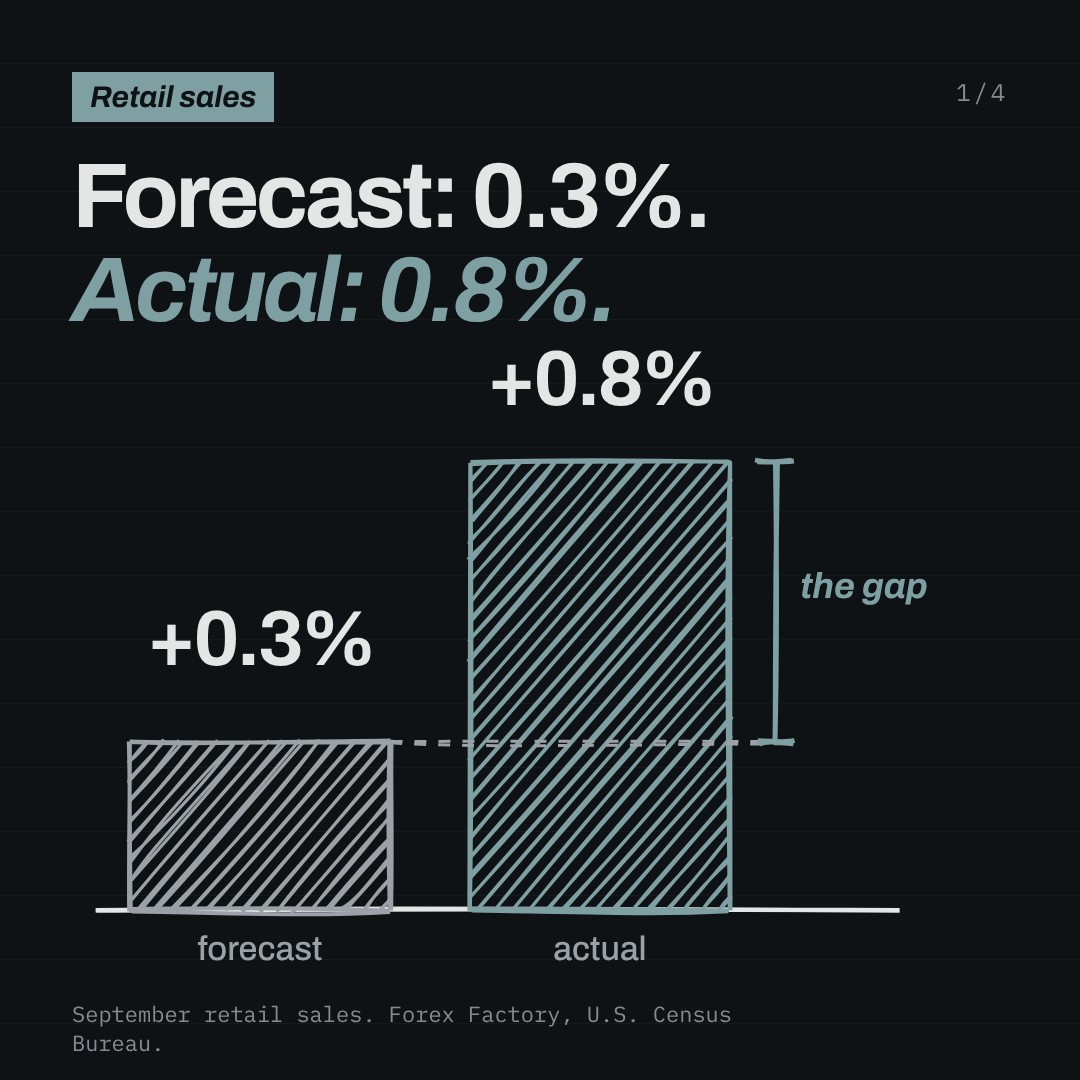 Retail sales
1/4
Forecast: 0.3%.
Actual: 0.8%.
+0.8%
the gap
+0.3%
forecast
actual
September retail sales. Forex Factory, U.S. Census
Bureau.